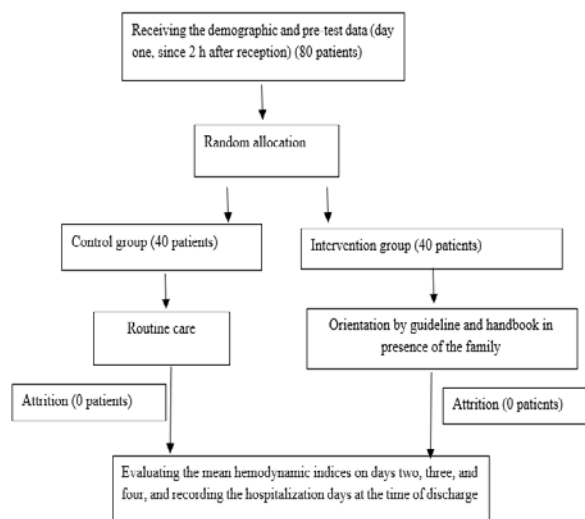 Receiving the demographic and pre-test data (day
one, since 2 h after reception) (80 patients)
Random allocation
Control group (40 patients)
Intervention group (40 patients)
Routine care
Orientation by guideline and handbook in
presence of the family
Attrition (0 patients)
Attrition (0 patients)
Evaluating the mean hemodynamic indices on days two, three, and
four, and recording the hospitalization days at the time of discharge